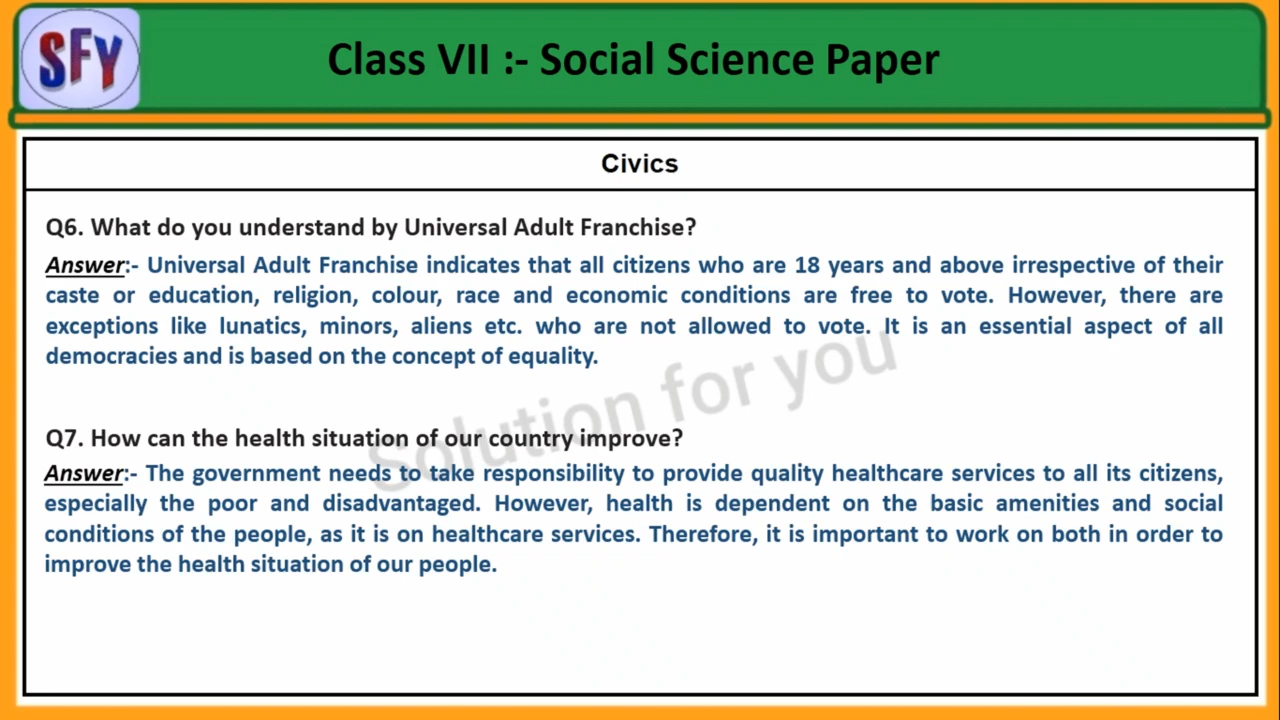 SFY
Class VII :- Social Science Paper
Civics
Q6. What do you understand by Universal Adult Franchise?
Answer:- Universal Adult Franchise indicates that all citizens who are 18 years and above irrespective of their
caste or education, religion, colour, race and economic conditions are free to vote. However, there are
exceptions like lunatics, minors, aliens etc. who are not allowed to vote. It is an essential aspect of all
democracies and is based on the concept of equality.
Solution for you
Q7. How can the health situation of our country improve?
Answer:- The government needs to take responsibility to provide quality healthcare services to all its citizens,
especially the poor and disadvantaged. However, health is dependent on the basic amenities and social
conditions of the people, as it is on healthcare services. Therefore, it is important to work on both in order to
improve the health situation of our people.